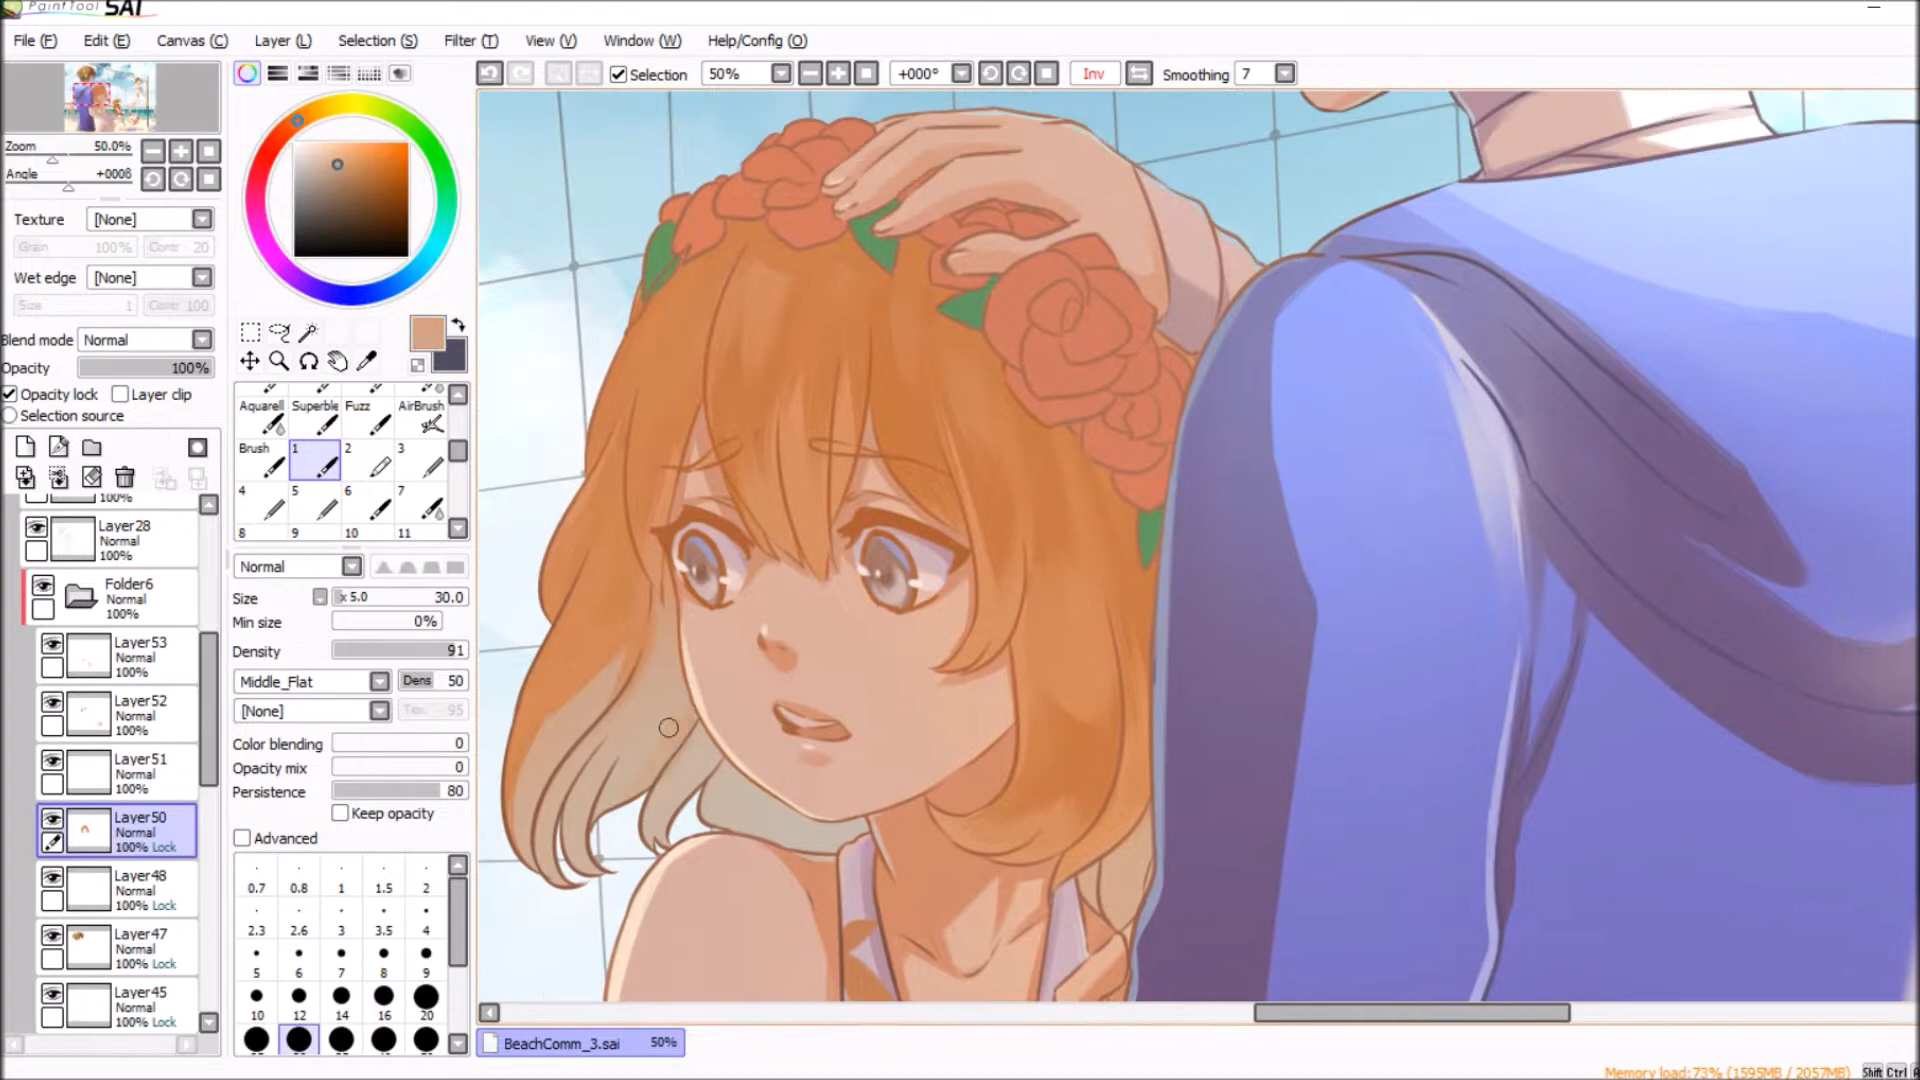 PaintTool SAI
File (F) Edit (E) Canvas (C) Layer (L) Selection (S) Filter (T) View (V) Window (W) Help/Config (O)
Selection 50% +000° Inv Smoothing 7
Zoom 50.0%
Angle +000
Texture [None]
Grain 100% Contr 20
Wet edge [None]
Size 1 Contr 100
Blend mode Normal
Opacity 100%
Opacity lock Layer clip
Selection source
100%
Layer28
Normal
100%
Folder6
Normal
100%
Layer53
Normal
100%
Layer52
Normal
100%
Layer51
Normal
100%
Layer50
Normal
100% Lock
Layer48
Normal
100% Lock
Layer47
Normal
100% Lock
Layer45
Normal
100% Lock
Aquarell Superble Fuzz AirBrush
Brush 1 2 3
4 5 6 7
8 9 10 11
Normal
Size x 5.0 30.0
Min size 0%
Density 91
Middle_Flat Dens 50
[None] Tex 95
Color blending 0
Opacity mix 0
Persistence 80
Keep opacity
Advanced
0.7 0.8 1 1.5 2
2.3 2.6 3 3.5 4
5 6 7 8 9
10 12 14 16 20
BeachComm_3.sai 50%
Memory load:73% (1595MB / 2057MB) Shift Ctrl